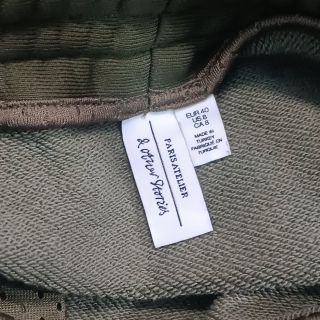 PARIS ATELIER
& other Stories
EUR 40
US 8
CA 8
MADE IN
TURKEY
FABRIQUÉ EN
TURQUIE